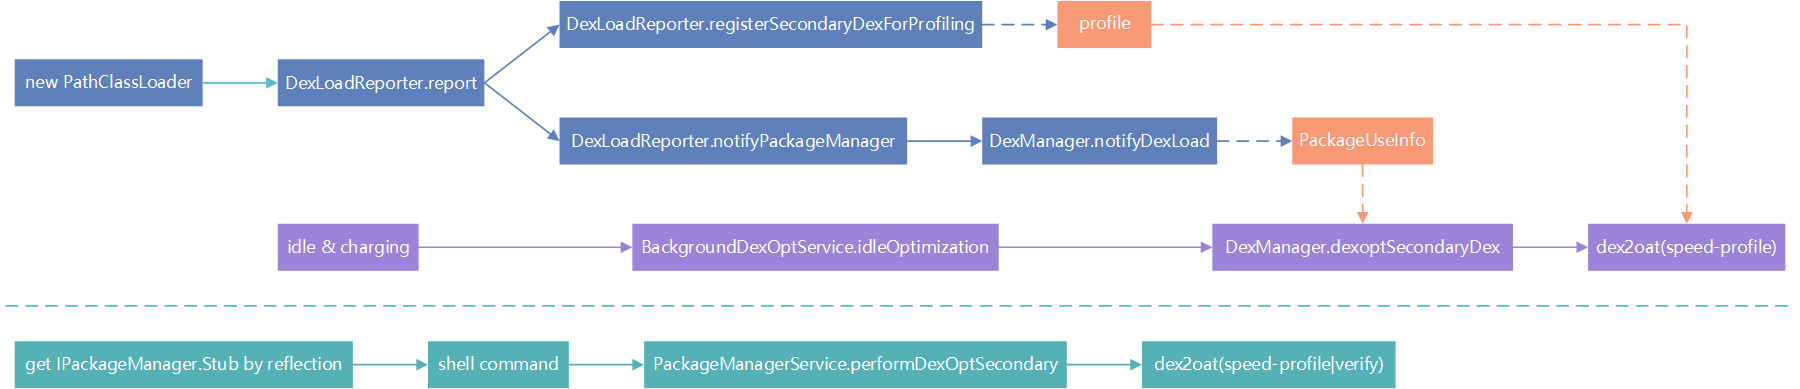 DexLoadReporter.registerSecondaryDexForProfiling
profile
new PathClassLoader
DexLoadReporter.report
DexLoadReporter.notifyPackageManager
DexManager.notifyDexLoad
PackageUseInfo
idle & charging
BackgroundDexOptService.idleOptimization
DexManager.dexoptSecondaryDex
dex2oat(speed-profile)
get IPackageManager.Stub by reflection
shell command
PackageManagerService.performDexOptSecondary
dex2oat(speed-profile|verify)